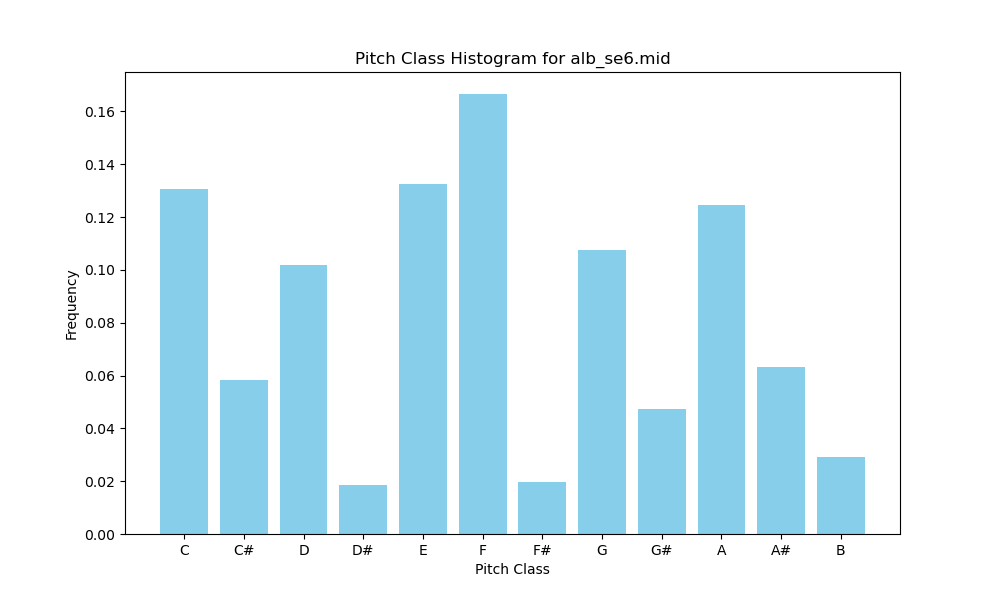 Pitch Class Histogram for alb_se6.mid
Frequency
0.16
0.14
0.12
0.10
0.08
0.06
0.04
0.02
0.00
C C# D D# E F F# G G# A A# B
Pitch Class